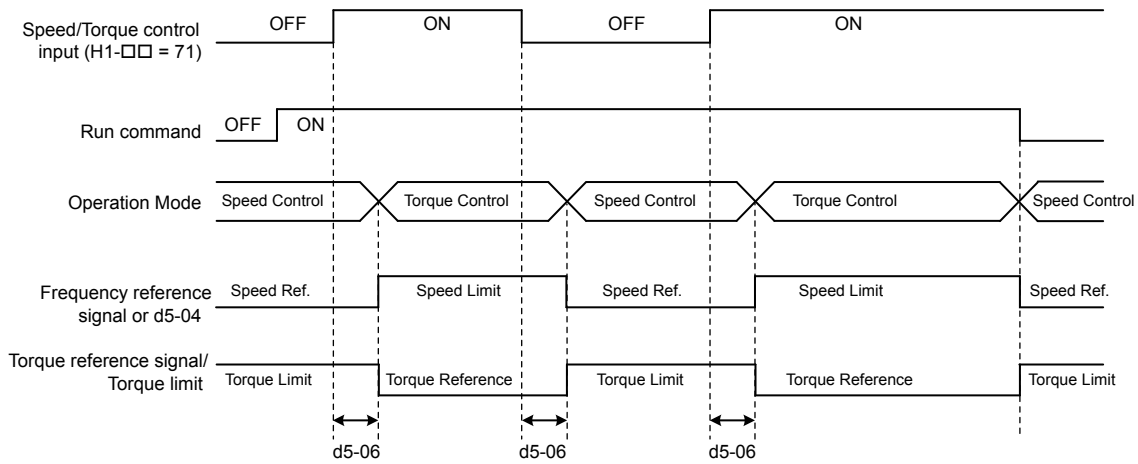 Speed/Torque control
input (H1-□□ = 71)
OFF
ON
OFF
ON
Run command
OFF
ON
Operation Mode
Speed Control
Torque Control
Speed Control
Torque Control
Speed Control
Frequency reference
signal or d5-04
Speed Ref.
Speed Limit
Speed Ref.
Speed Limit
Speed Ref.
Torque reference signal/
Torque limit
Torque Limit
Torque Reference
Torque Limit
Torque Reference
Torque Limit
d5-06
d5-06
d5-06